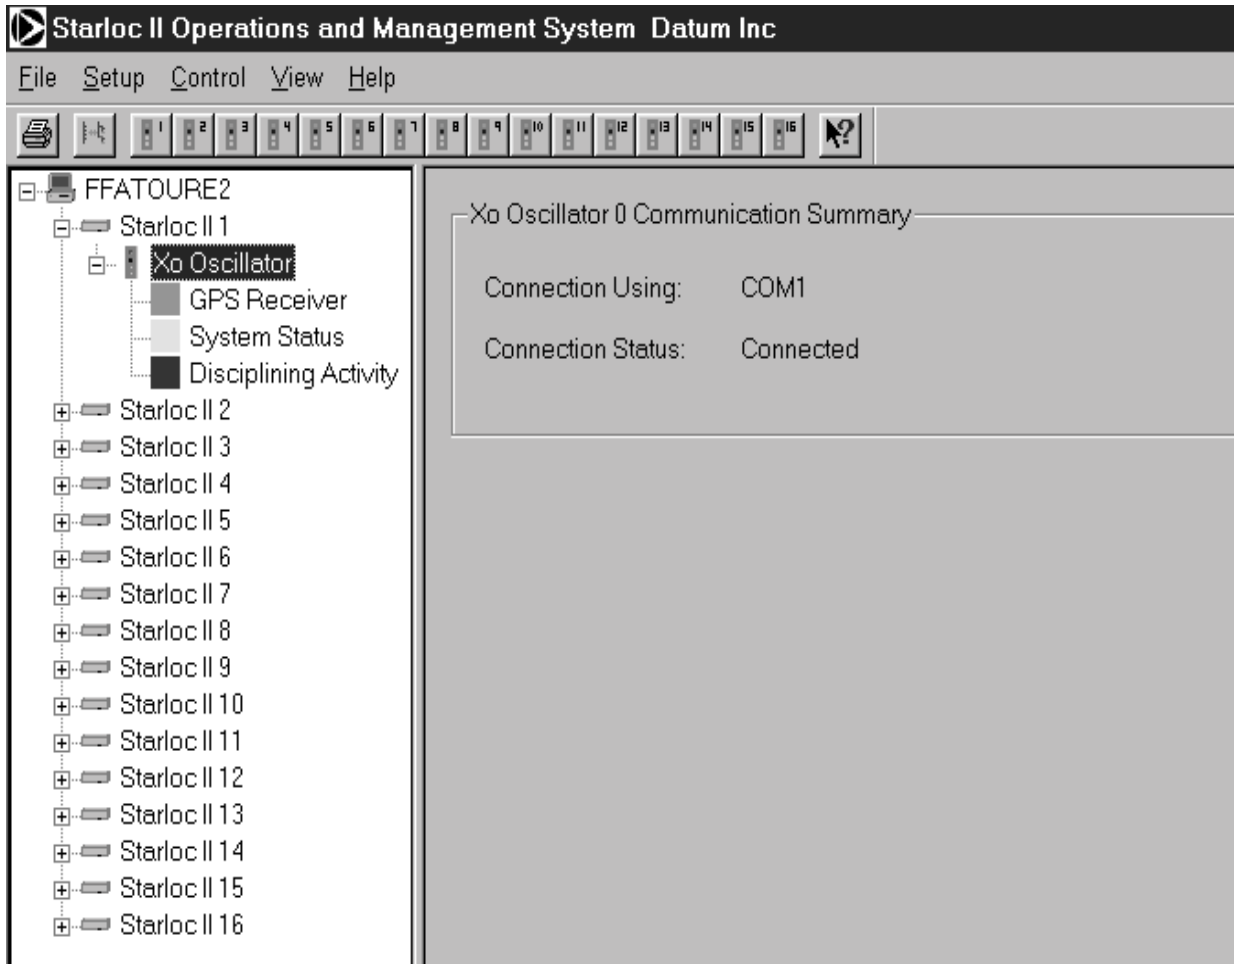 Starloc II Operations and Management System  Datum Inc
File Setup Control View Help
1 2 3 4 5 6 7 8 9 10 11 12 13 14 15 16 ?
FFATOURE2
Starloc II 1
Xo Oscillator
GPS Receiver
System Status
Disciplining Activity
Starloc II 2
Starloc II 3
Starloc II 4
Starloc II 5
Starloc II 6
Starloc II 7
Starloc II 8
Starloc II 9
Starloc II 10
Starloc II 11
Starloc II 12
Starloc II 13
Starloc II 14
Starloc II 15
Starloc II 16
Xo Oscillator 0 Communication Summary
Connection Using: COM1
Connection Status: Connected